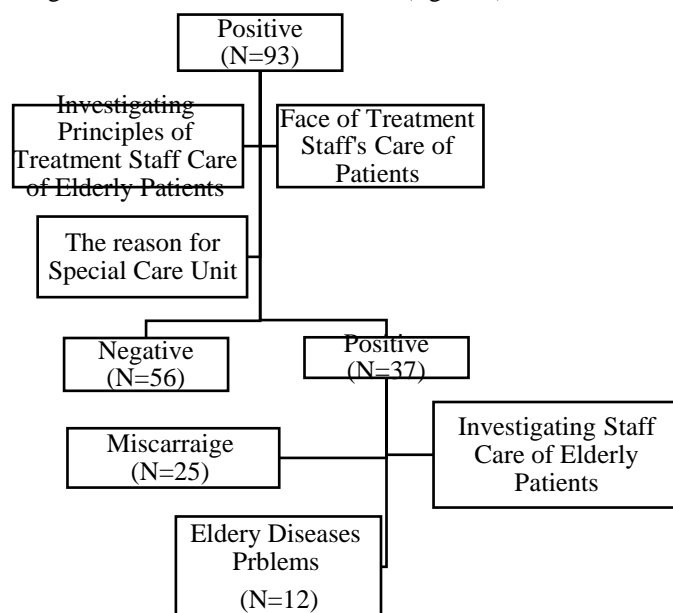 Positive
(N=93)
Investigating
Principles of
Treatment Staff Care
of Elderly Patients
Face of Treatment
Staff's Care of
Patients
The reason for
Special Care Unit
Negative
(N=56)
Positive
(N=37)
Miscarraige
(N=25)
Investigating Staff
Care of Elderly
Patients
Eldery Diseases
Prblems
(N=12)